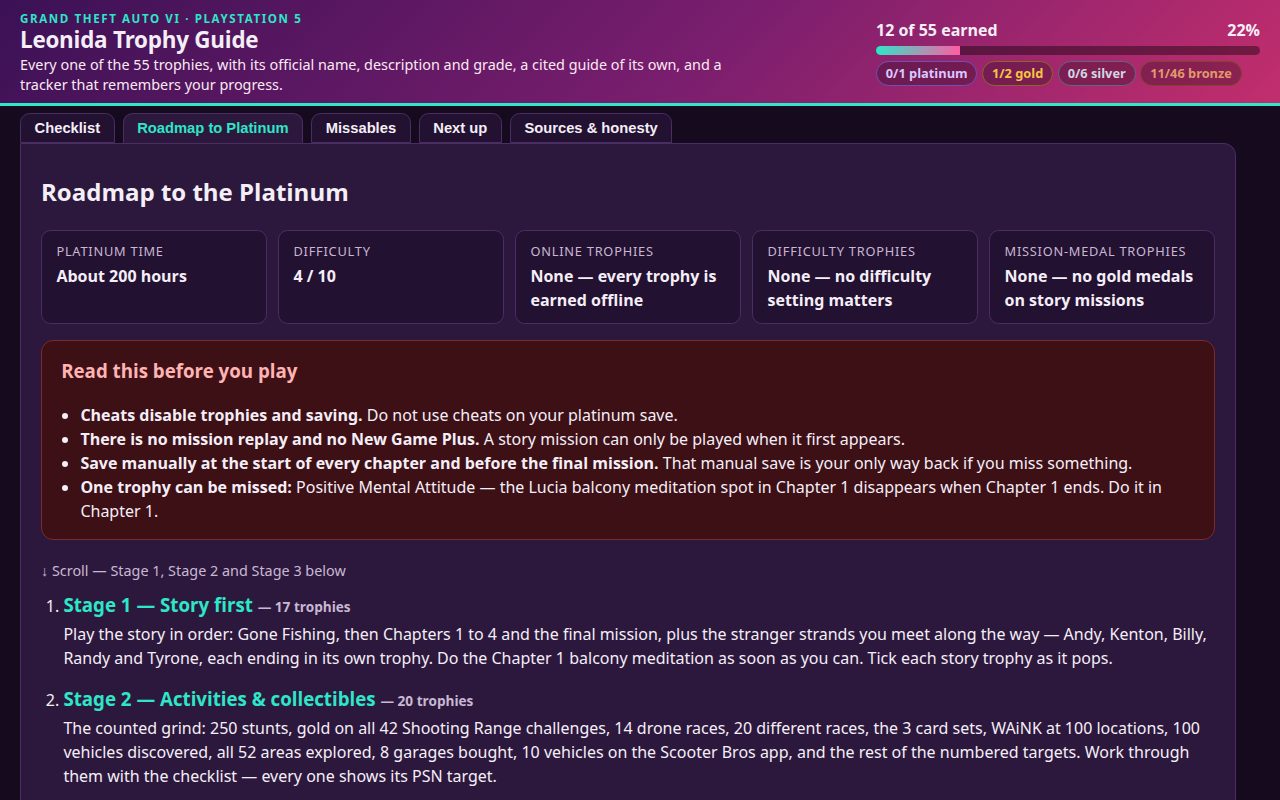 GRAND THEFT AUTO VI · PLAYSTATION 5
Leonida Trophy Guide
Every one of the 55 trophies, with its official name, description and grade, a cited guide of its own, and a
tracker that remembers your progress.
12 of 55 earned 22%
0/1 platinum 1/2 gold 0/6 silver 11/46 bronze
Checklist Roadmap to Platinum Missables Next up Sources & honesty
Roadmap to the Platinum
PLATINUM TIME
About 200 hours
DIFFICULTY
4 / 10
ONLINE TROPHIES
None — every trophy is
earned offline
DIFFICULTY TROPHIES
None — no difficulty
setting matters
MISSION-MEDAL TROPHIES
None — no gold medals
on story missions
Read this before you play
• Cheats disable trophies and saving. Do not use cheats on your platinum save.
• There is no mission replay and no New Game Plus. A story mission can only be played when it first appears.
• Save manually at the start of every chapter and before the final mission. That manual save is your only way back if you miss something.
• One trophy can be missed: Positive Mental Attitude — the Lucia balcony meditation spot in Chapter 1 disappears when Chapter 1 ends. Do it in
Chapter 1.
↓ Scroll — Stage 1, Stage 2 and Stage 3 below
1. Stage 1 — Story first — 17 trophies
Play the story in order: Gone Fishing, then Chapters 1 to 4 and the final mission, plus the stranger strands you meet along the way — Andy, Kenton, Billy,
Randy and Tyrone, each ending in its own trophy. Do the Chapter 1 balcony meditation as soon as you can. Tick each story trophy as it pops.
2. Stage 2 — Activities & collectibles — 20 trophies
The counted grind: 250 stunts, gold on all 42 Shooting Range challenges, 14 drone races, 20 different races, the 3 card sets, WAiNK at 100 locations, 100
vehicles discovered, all 52 areas explored, 8 garages bought, 10 vehicles on the Scooter Bros app, and the rest of the numbered targets. Work through
them with the checklist — every one shows its PSN target.